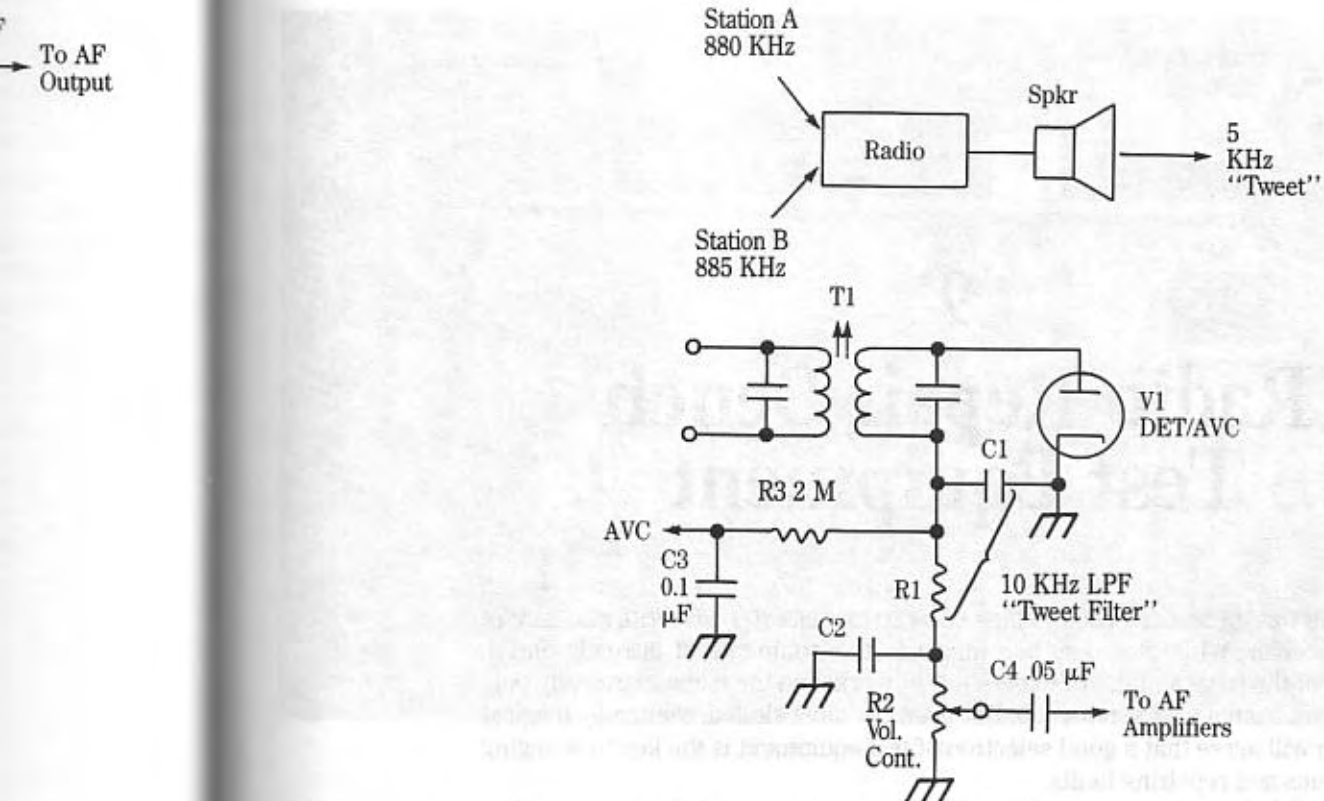 To AF
Output
Station A
880 KHz
Spkr
Radio
5
KHz
“Tweet”
Station B
885 KHz
T1
V1
DET/AVC
C1
R3 2 M
AVC
C3
0.1
μF
R1
10 KHz LPF
“Tweet Filter”
C2
C4 .05 μF
R2
Vol.
Cont.
To AF
Amplifiers